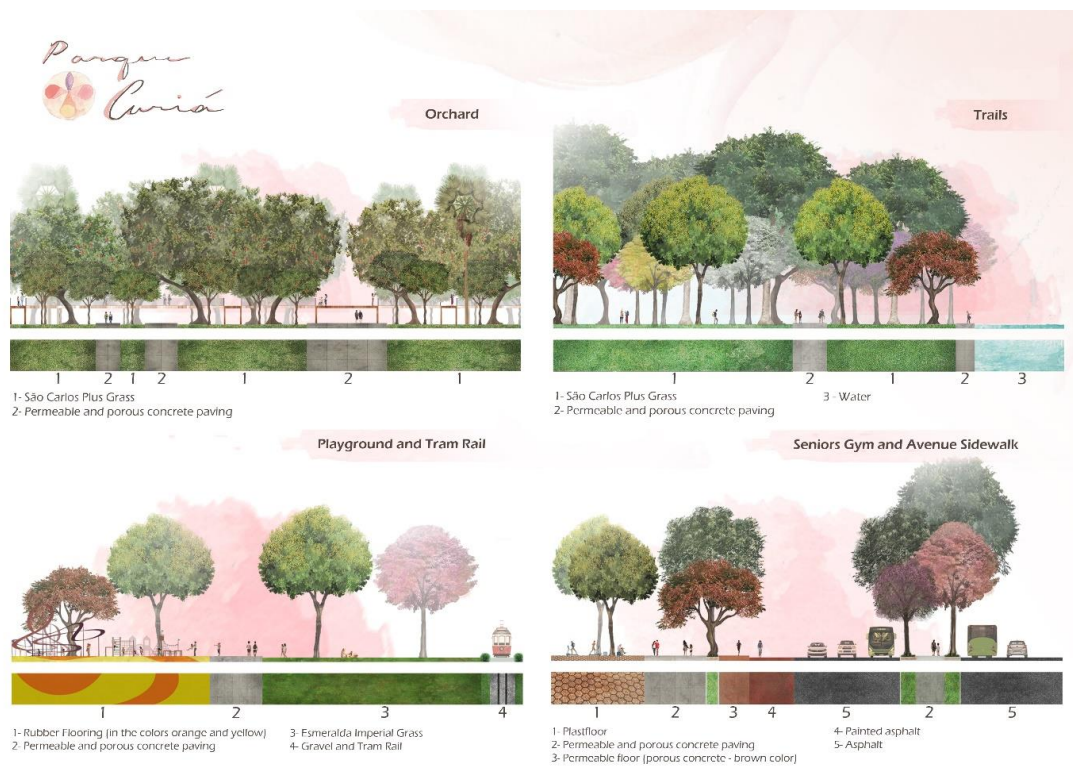 Parque
Curiá
Orchard
1 2 1 2 1 2 1
1- São Carlos Plus Grass
2- Permeable and porous concrete paving
Trails
1 2 1 2 3
1- São Carlos Plus Grass
2- Permeable and porous concrete paving
3 - Water
Playground and Tram Rail
1 2 3 4
1- Rubber Flooring (in the colors orange and yellow)
2- Permeable and porous concrete paving
3- Esmeralda Imperial Grass
4- Gravel and Tram Rail
Seniors Gym and Avenue Sidewalk
1 2 3 4 5 2 5
1- Plastfloor
2- Permeable and porous concrete paving
3- Permeable floor (porous concrete - brown color)
4- Painted asphalt
5- Asphalt